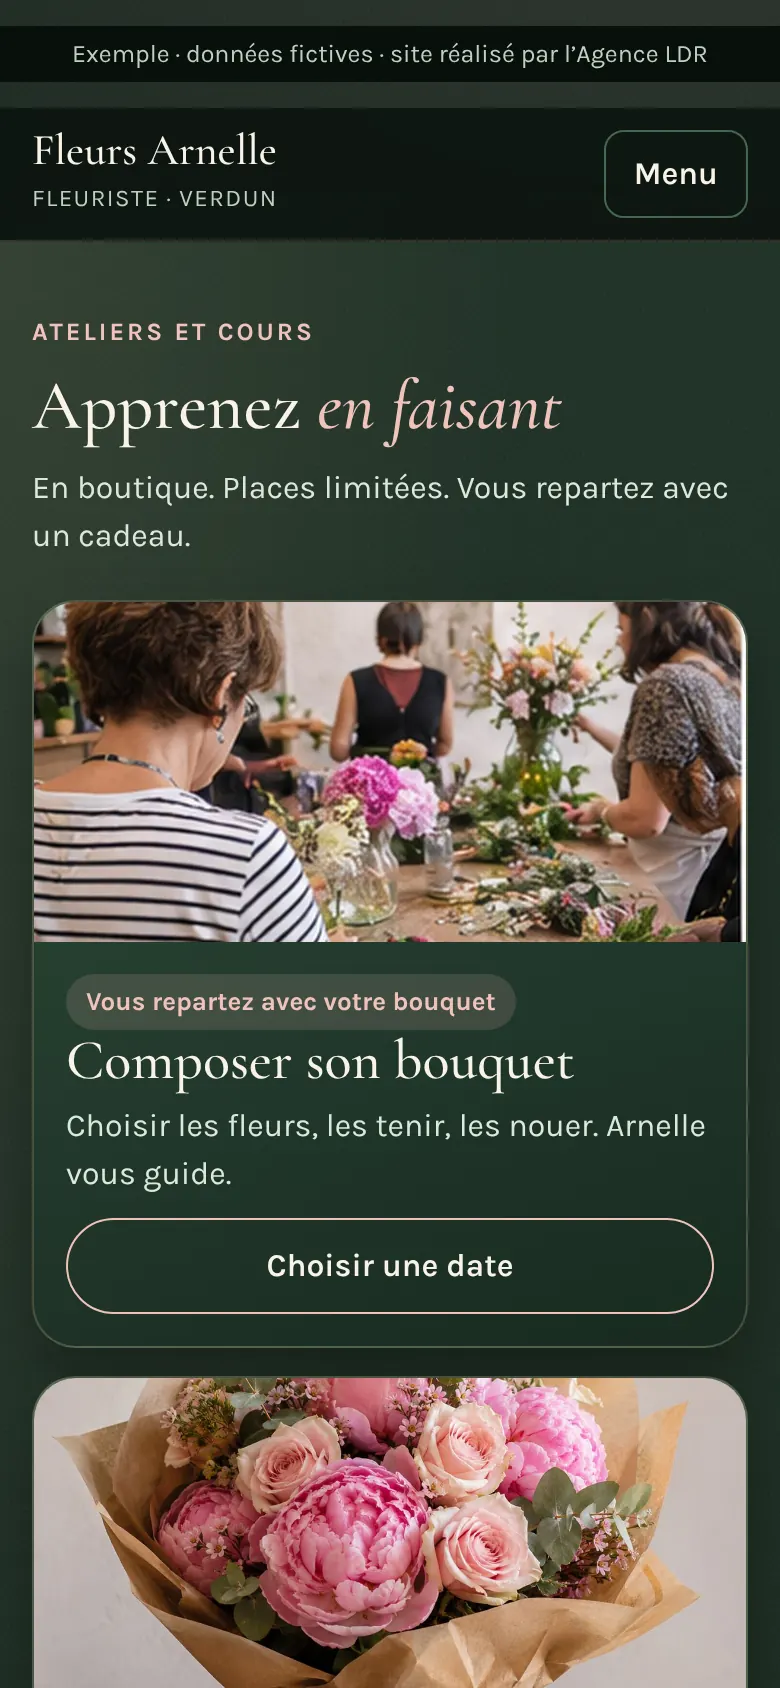 Exemple · données fictives · site réalisé par l’Agence LDR
Fleurs Arnelle
FLEURISTE · VERDUN
Menu
ATELIERS ET COURS
Apprenez en faisant
En boutique. Places limitées. Vous repartez avec
un cadeau.
Vous repartez avec votre bouquet
Composer son bouquet
Choisir les fleurs, les tenir, les nouer. Arnelle
vous guide.
Choisir une date